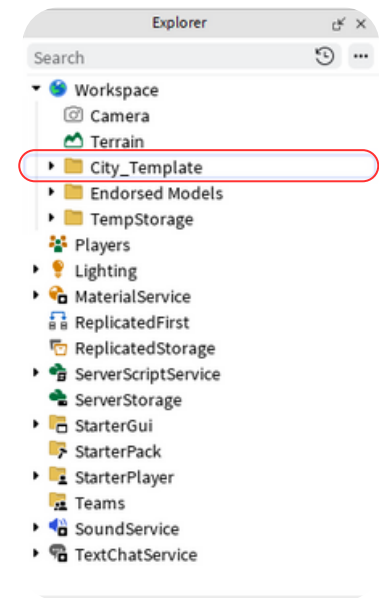 Explorer
Search
Workspace
Camera
Terrain
City_Template
Endorsed Models
TempStorage
Players
Lighting
MaterialService
ReplicatedFirst
ReplicatedStorage
ServerScriptService
ServerStorage
StarterGui
StarterPack
StarterPlayer
Teams
SoundService
TextChatService